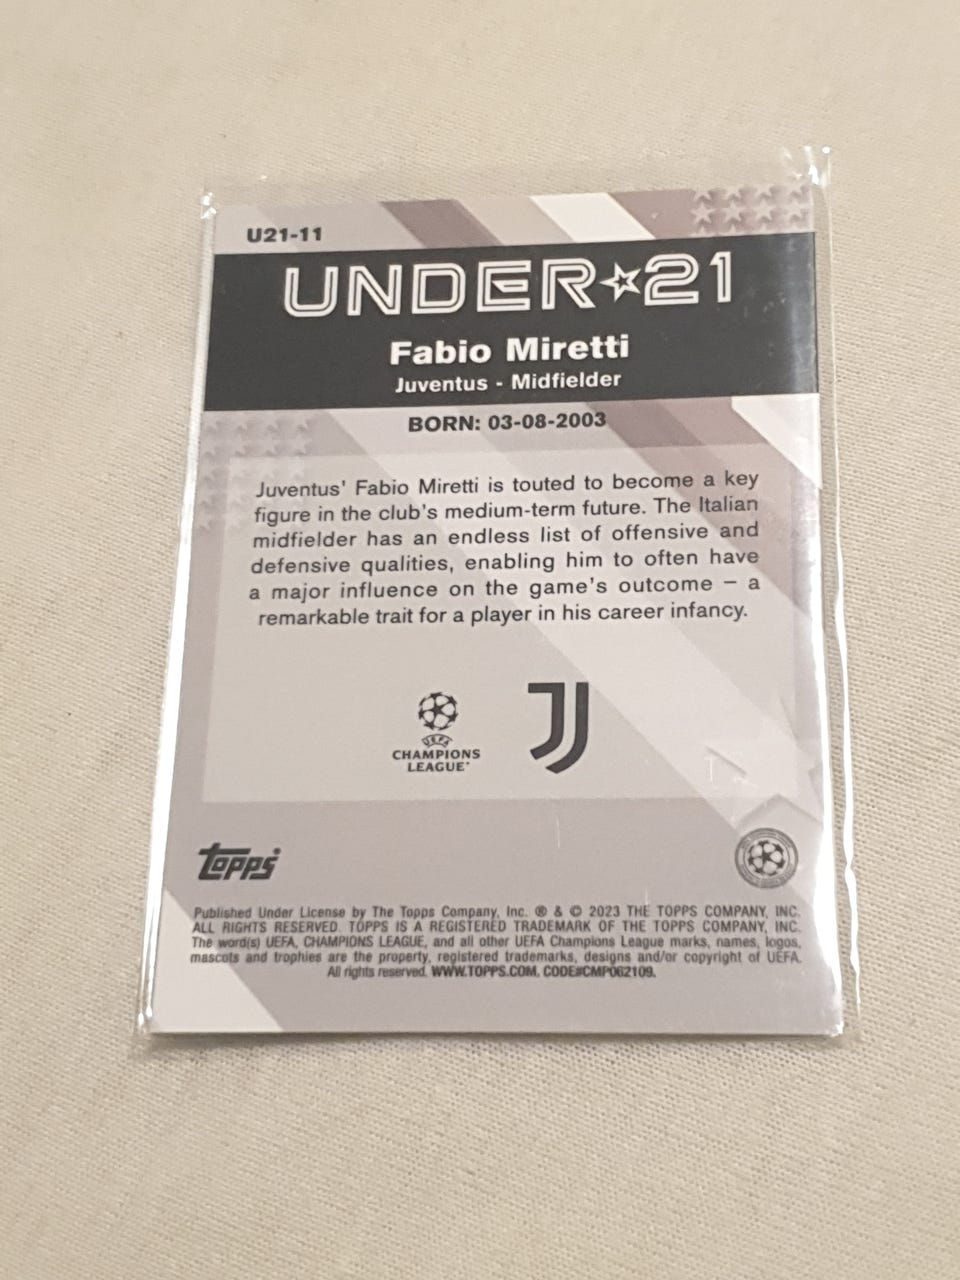 U21-11
UNDER★21
Fabio Miretti
Juventus - Midfielder
BORN: 03-08-2003
Juventus' Fabio Miretti is touted to become a key
figure in the club's medium-term future. The Italian
midfielder has an endless list of offensive and
defensive qualities, enabling him to often have
a major influence on the game's outcome – a
remarkable trait for a player in his career infancy.
UEFA
CHAMPIONS
LEAGUE
J
topps
Published Under License by The Topps Company, Inc. ® & © 2023 THE TOPPS COMPANY, INC.
ALL RIGHTS RESERVED. TOPPS IS A REGISTERED TRADEMARK OF THE TOPPS COMPANY, INC.
The word(s) UEFA, CHAMPIONS LEAGUE, and all other UEFA Champions League marks, names, logos,
mascots and trophies are the property, registered trademarks, designs and/or copyright of UEFA.
All rights reserved. WWW.TOPPS.COM. CODE#CMP062109.